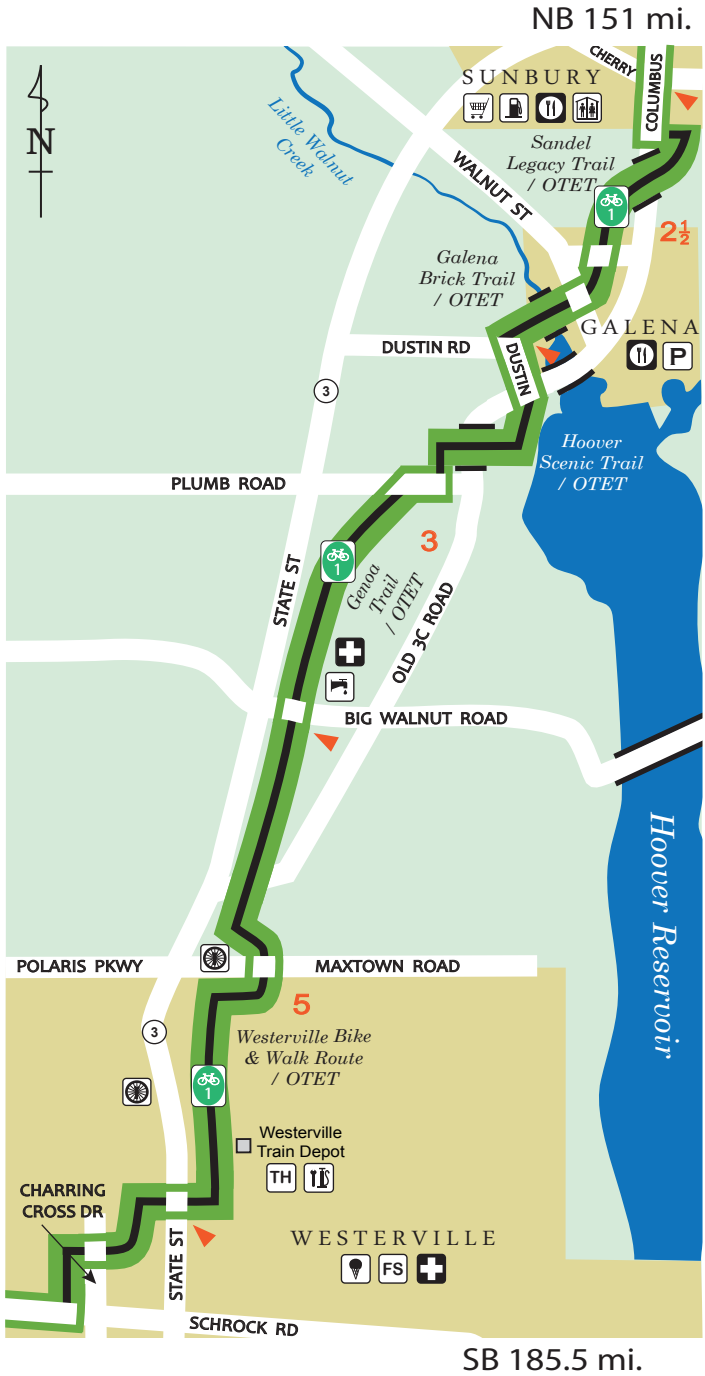 NB 151 mi.
CHERRY
COLUMBUS
SUNBURY
N
Little Walnut
Creek
Sandel
Legacy Trail
/ OTET
WALNUT ST
1
2½
Galena
Brick Trail
/ OTET
GALENA
P
DUSTIN RD
DUSTIN
3
Hoover
Scenic Trail
/ OTET
PLUMB ROAD
3
1
Genoa
Trail
/ OTET
STATE ST
OLD 3C ROAD
BIG WALNUT ROAD
Hoover Reservoir
POLARIS PKWY
MAXTOWN ROAD
5
3
Westerville Bike
& Walk Route
/ OTET
1
Westerville
Train Depot
TH
CHARRING
CROSS DR
STATE ST
WESTERVILLE
FS
SCHROCK RD
SB 185.5 mi.